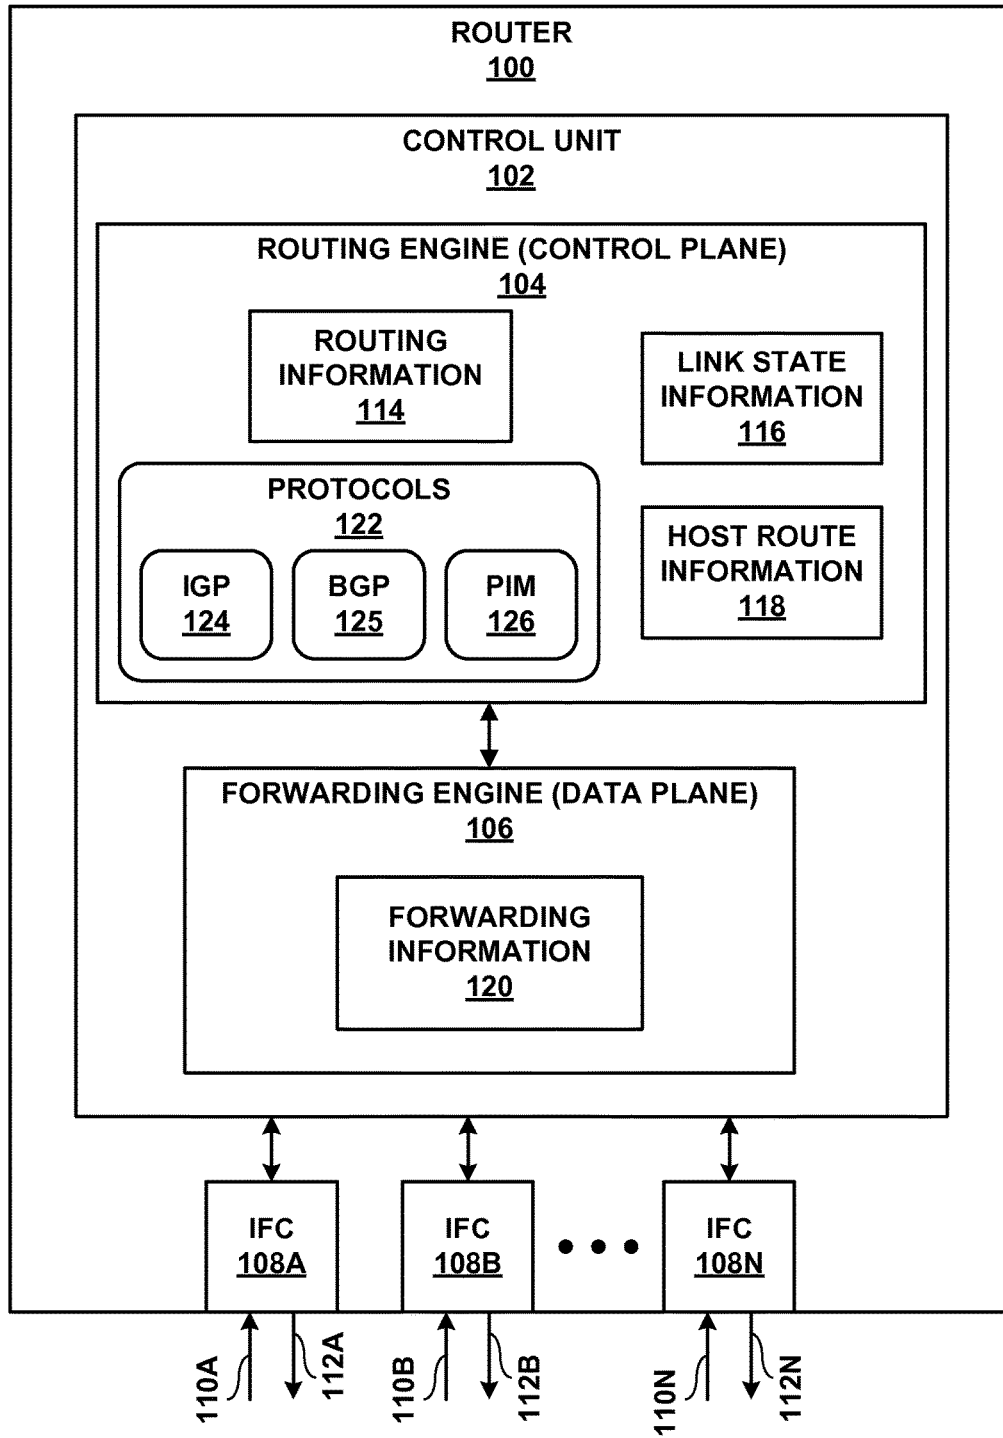 ROUTER
100
CONTROL UNIT
102
ROUTING ENGINE (CONTROL PLANE)
104
ROUTING
INFORMATION
114
LINK STATE
INFORMATION
116
PROTOCOLS
122
IGP
124
BGP
125
PIM
126
HOST ROUTE
INFORMATION
118
FORWARDING ENGINE (DATA PLANE)
106
FORWARDING
INFORMATION
120
IFC
108A
IFC
108B
IFC
108N
110A
112A
110B
112B
110N
112N